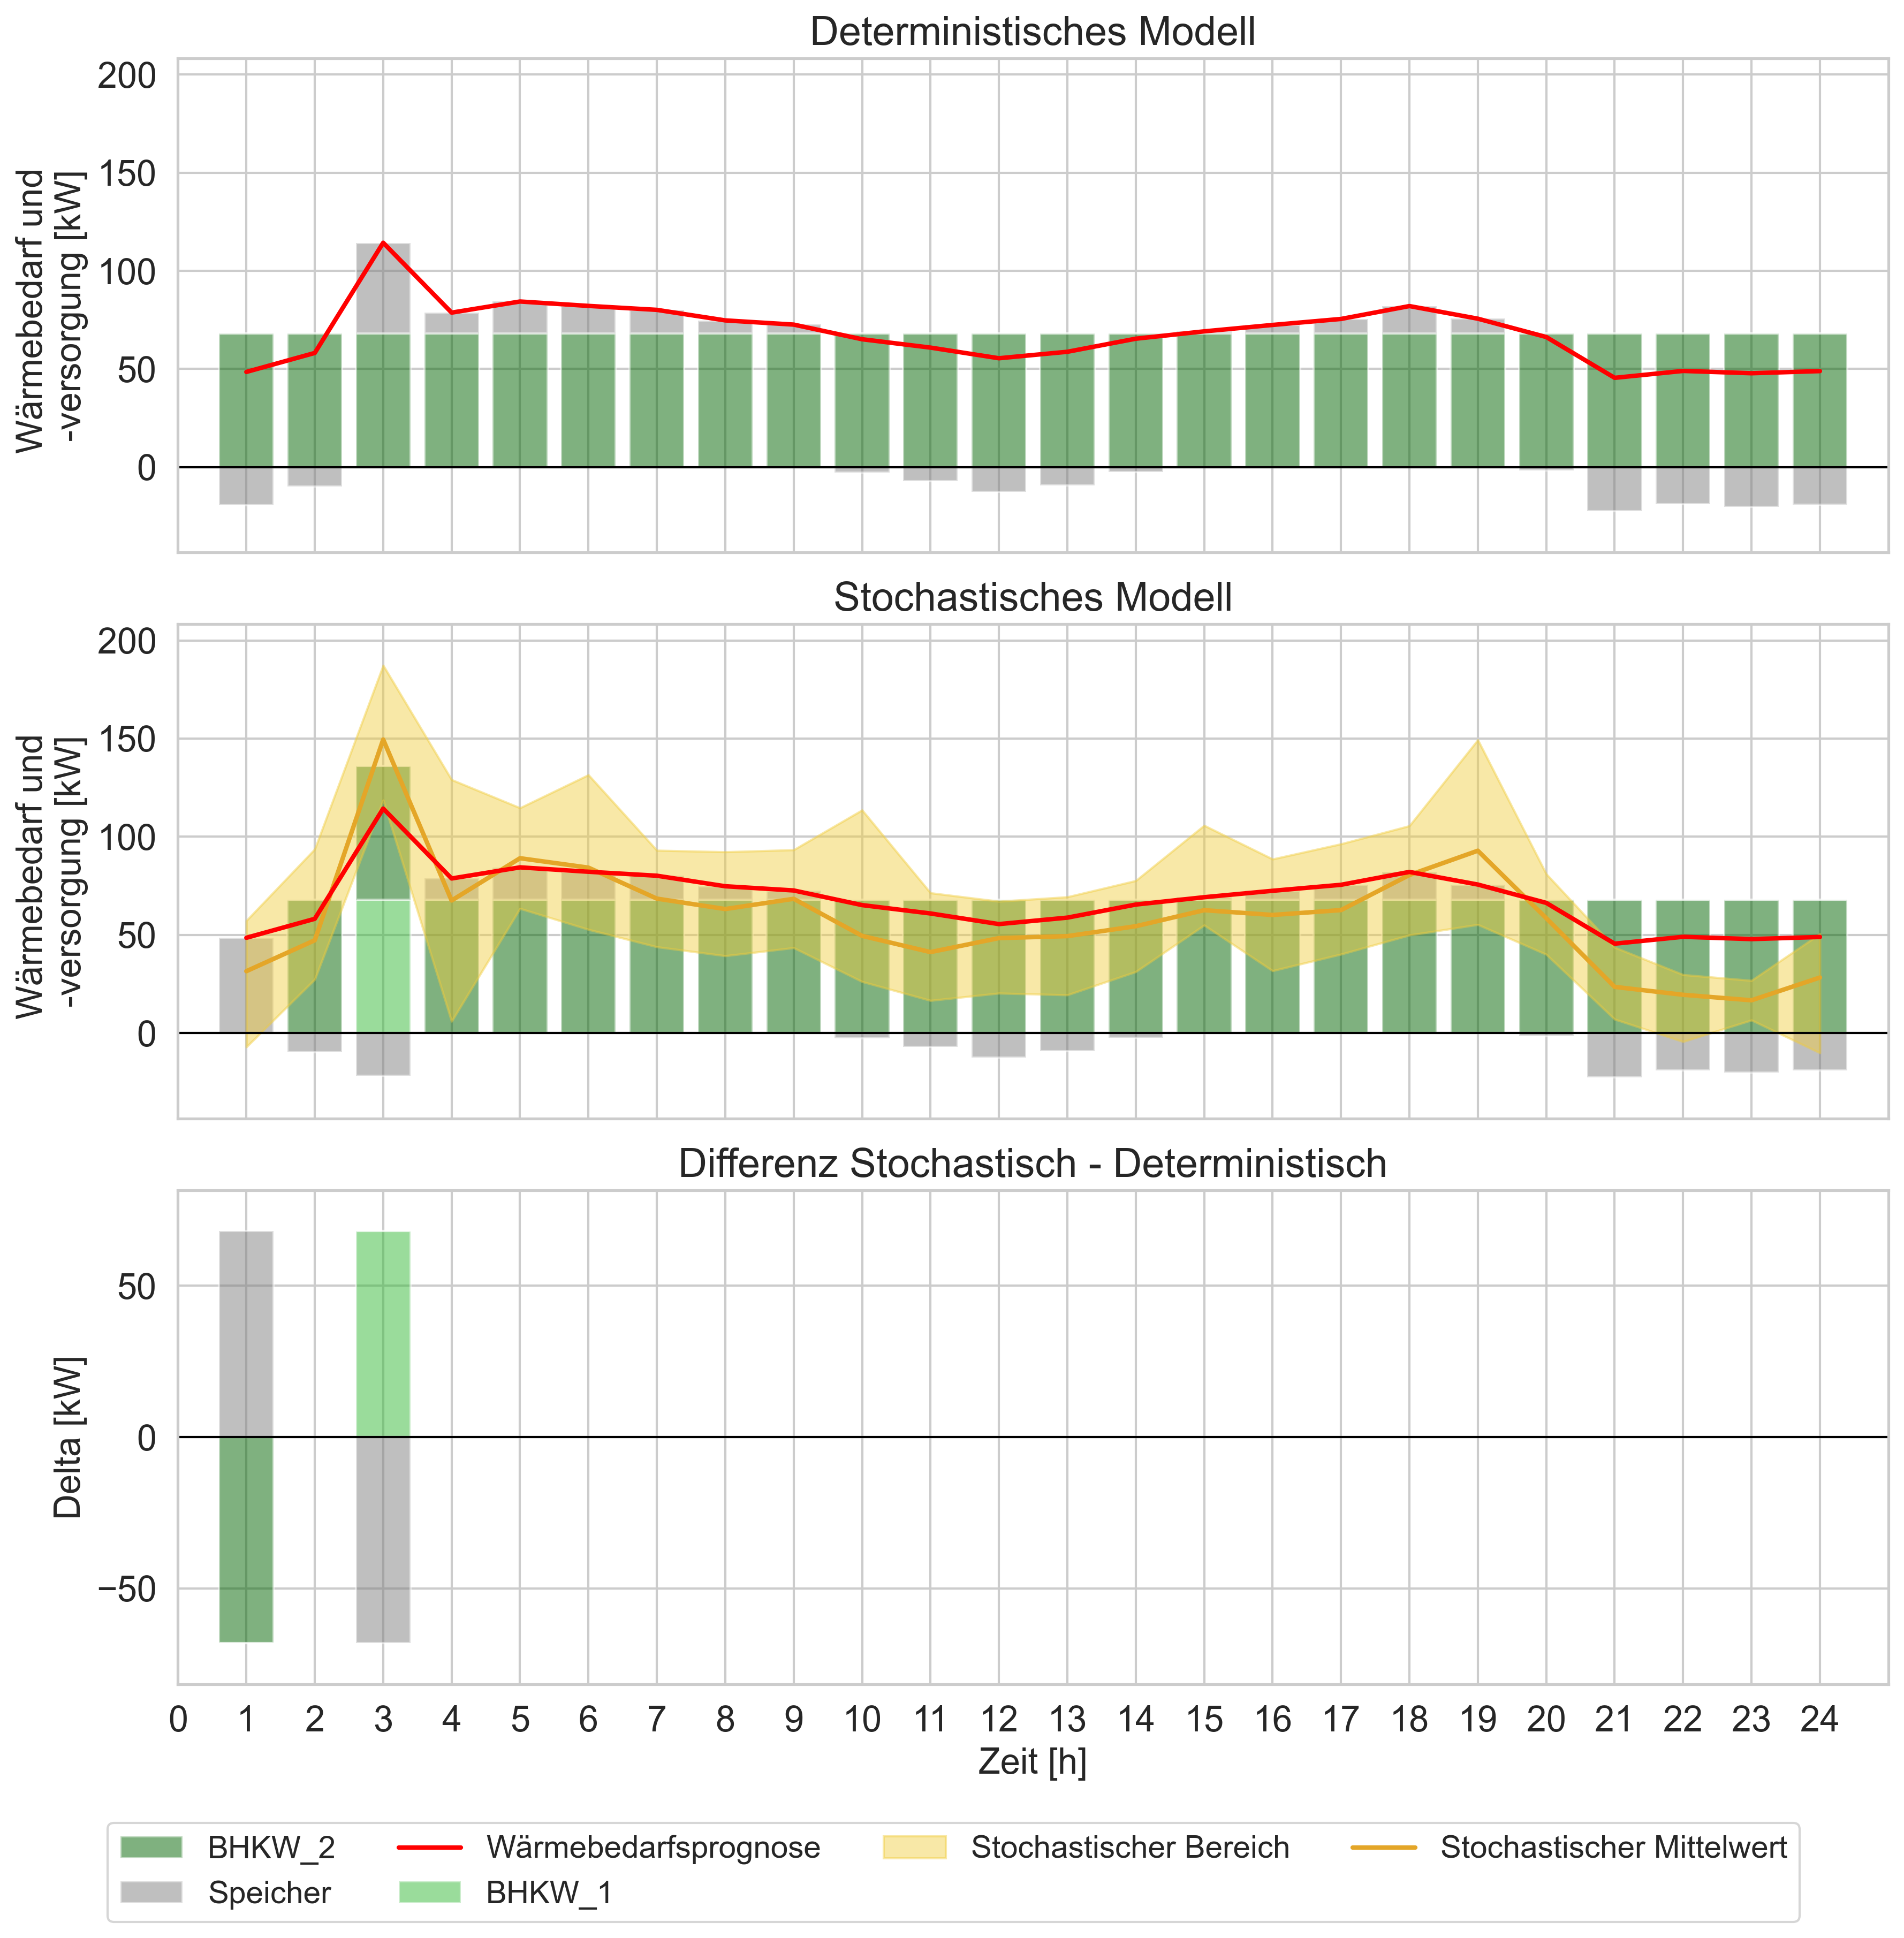 Deterministisches Modell
Wärmebedarf und
-versorgung [kW]
200
150
100
50
0
Stochastisches Modell
Wärmebedarf und
-versorgung [kW]
200
150
100
50
0
Differenz Stochastisch - Deterministisch
Delta [kW]
50
0
−50
0 1 2 3 4 5 6 7 8 9 10 11 12 13 14 15 16 17 18 19 20 21 22 23 24
Zeit [h]
BHKW_2 Wärmebedarfsprognose Stochastischer Bereich Stochastischer Mittelwert
Speicher BHKW_1